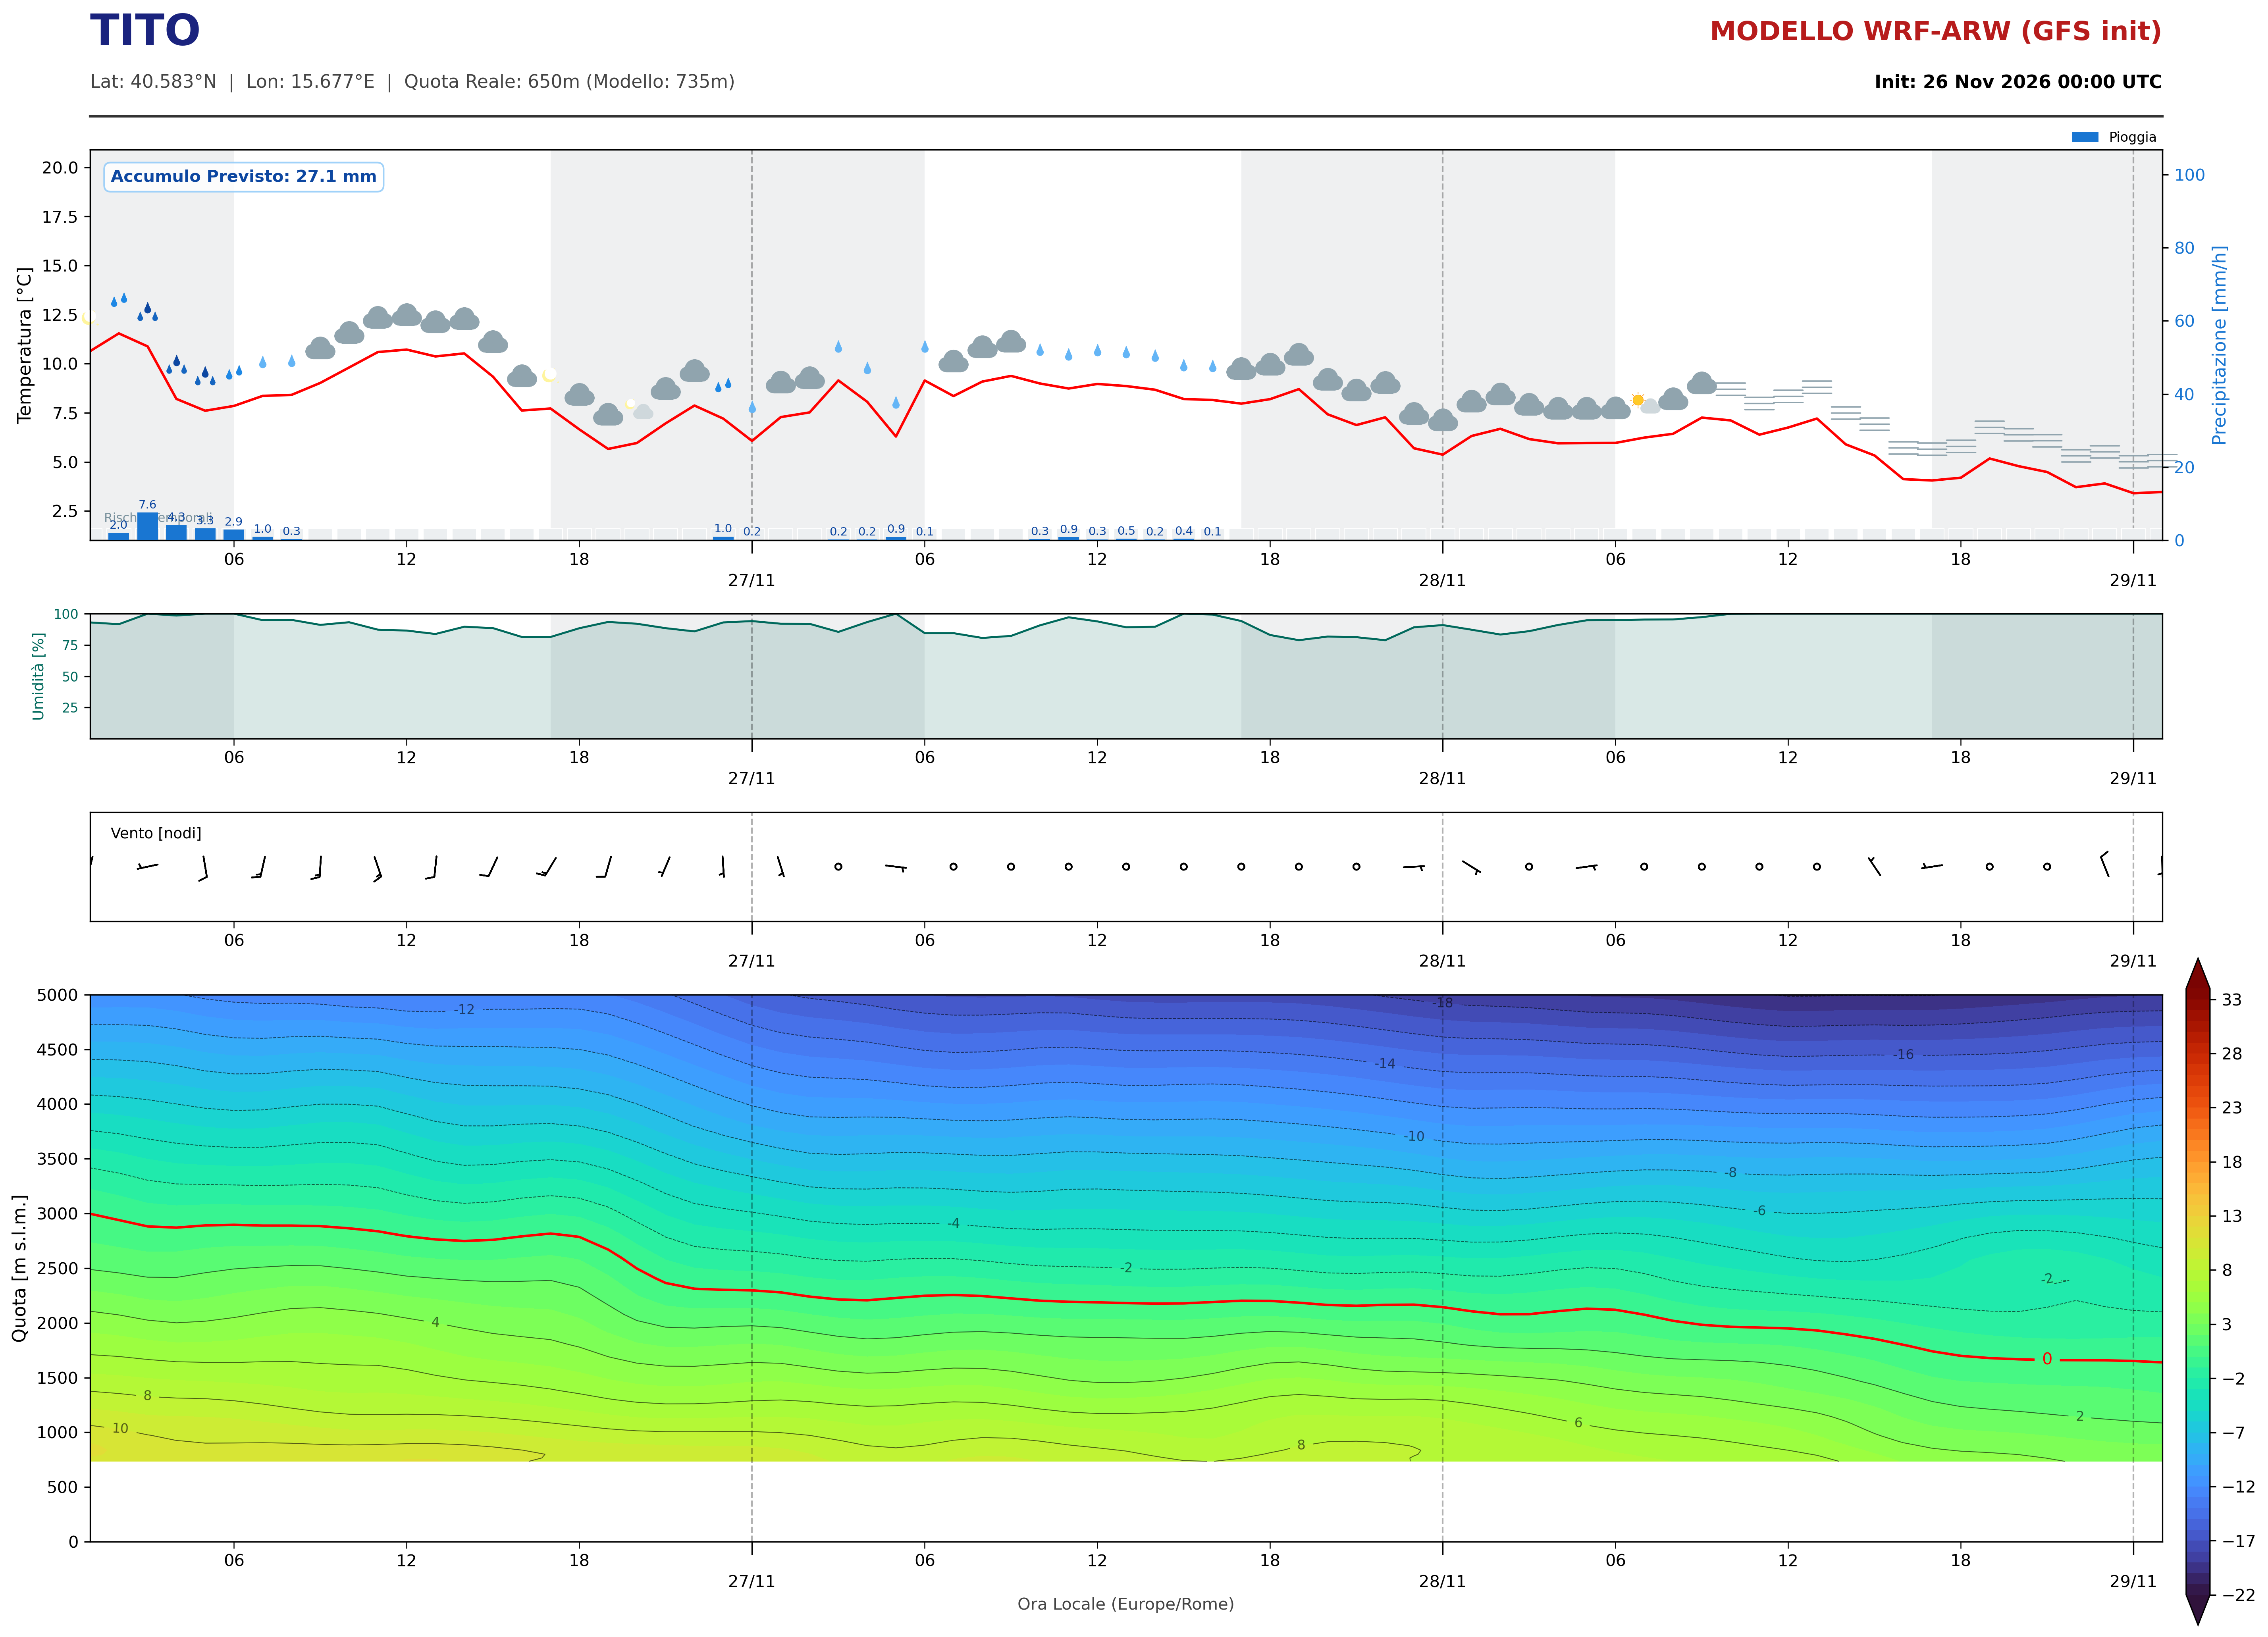 TITO
MODELLO WRF-ARW (GFS init)
Lat: 40.583°N | Lon: 15.677°E | Quota Reale: 650m (Modello: 735m)
Init: 26 Nov 2026 00:00 UTC
Pioggia
Accumulo Previsto: 27.1 mm
Temperatura [°C]
20.0
17.5
15.0
12.5
10.0
7.5
5.0
2.5
Precipitazione [mm/h]
100
80
60
40
20
0
Rischio Temporali
2.0 7.6 4.3 3.3 2.9 1.0 0.3 1.0 0.2 0.2 0.2 0.9 0.1 0.3 0.9 0.3 0.5 0.2 0.4 0.1
06 12 18 06 12 18 06 12 18
27/11 28/11 29/11
Umidità [%]
100
75
50
25
06 12 18 06 12 18 06 12 18
27/11 28/11 29/11
Vento [nodi]
06 12 18 06 12 18 06 12 18
27/11 28/11 29/11
Quota [m s.l.m.]
5000
4500
4000
3500
3000
2500
2000
1500
1000
500
0
-12 -18
-14 -16
-10
-8
-6
-4
-2 -2
4
0
8
10 8 6 2
33
28
23
18
13
8
3
−2
−7
−12
−17
−22
06 12 18 06 12 18 06 12 18
27/11 28/11 29/11
Ora Locale (Europe/Rome)